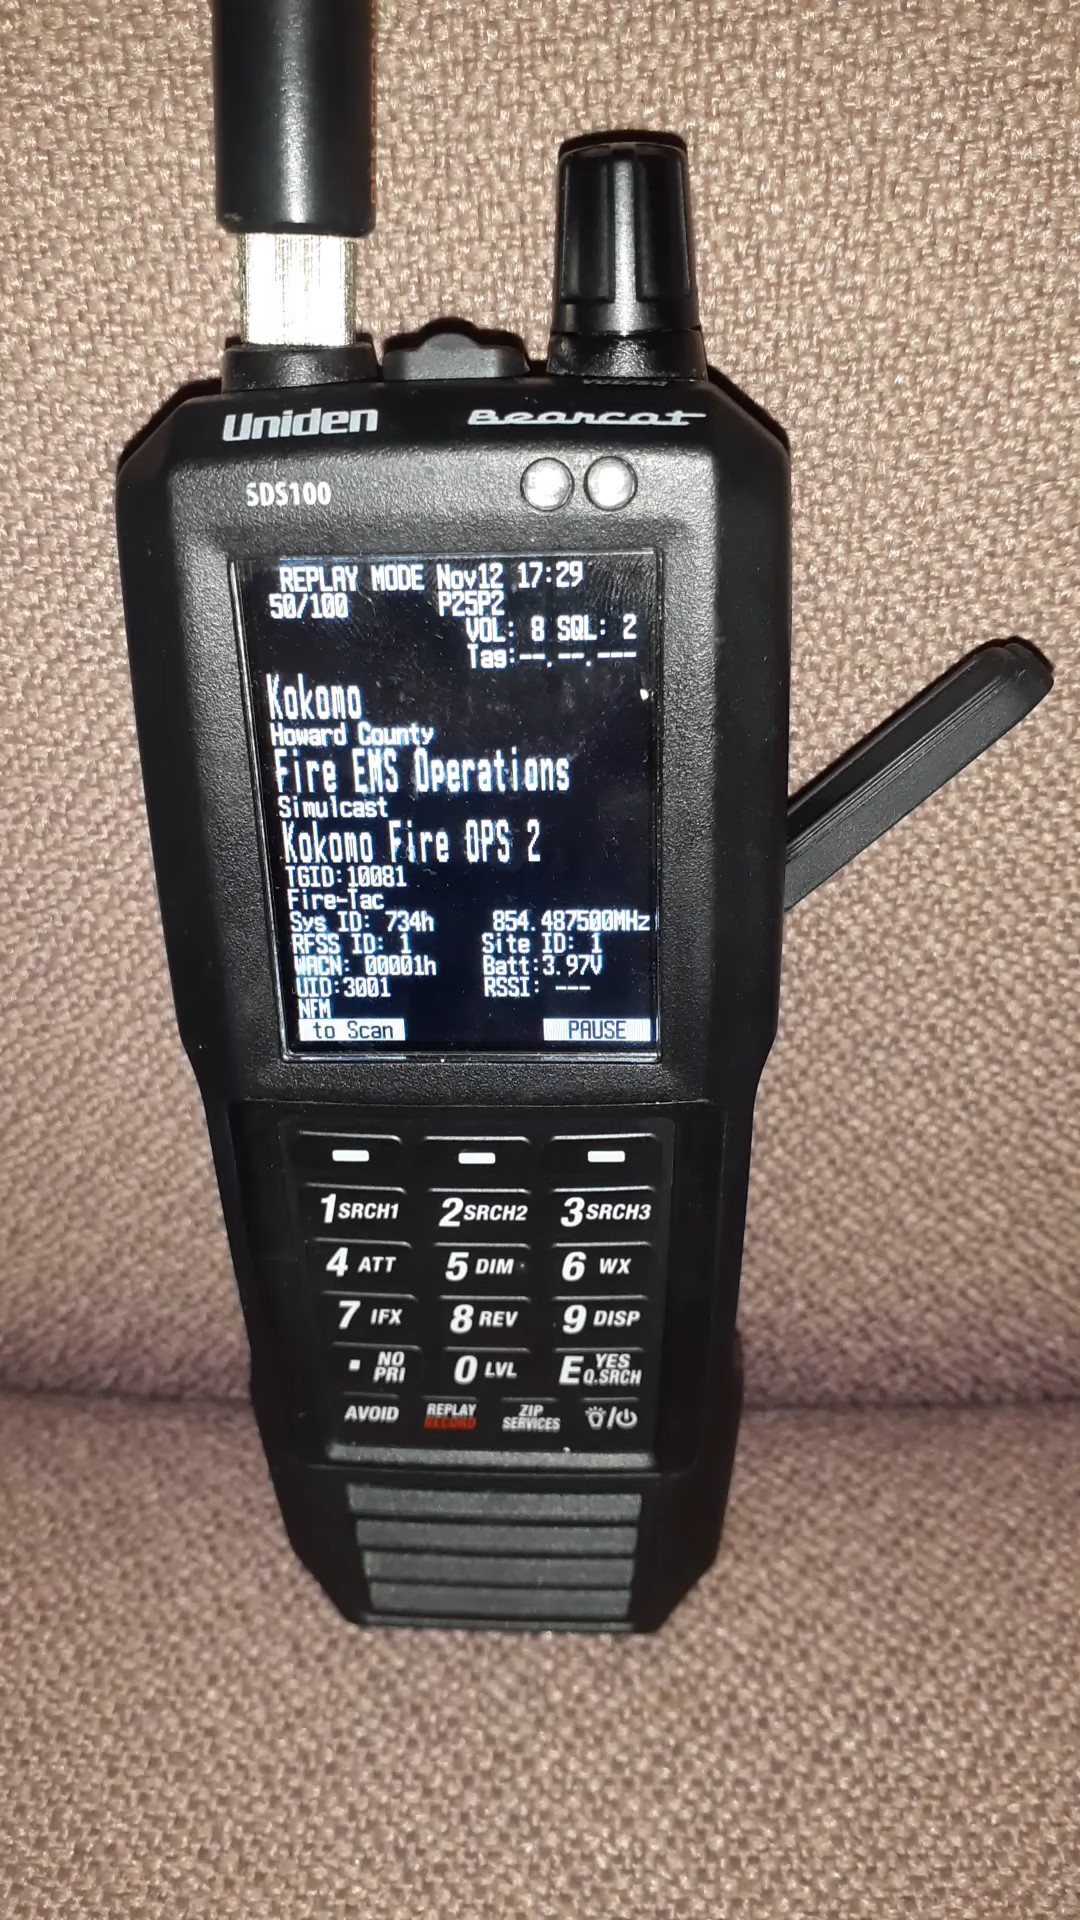 Uniden Bearcat
SDS100
REPLAY MODE Nov12 17:29
50/100 P25P2
VOL: 8 SQL: 2
Tag:---.--.---
Kokomo
Howard County
Fire EMS Operations
Simulcast
Kokomo Fire OPS 2
TGID:10081
Fire-Tac
Sys ID: 734h 854.487500MHz
RFSS ID: 1 Site ID: 1
WACN: 00001h Batt:3.97V
UID:3001 RSSI: ---
NFM
to Scan PAUSE
1 SRCH1 2 SRCH2 3 SRCH3
4 ATT 5 DIM 6 WX
7 IFX 8 REV 9 DISP
. NO PRI 0 LVL E YES Q.SRCH
AVOID REPLAY RECORD ZIP SERVICES